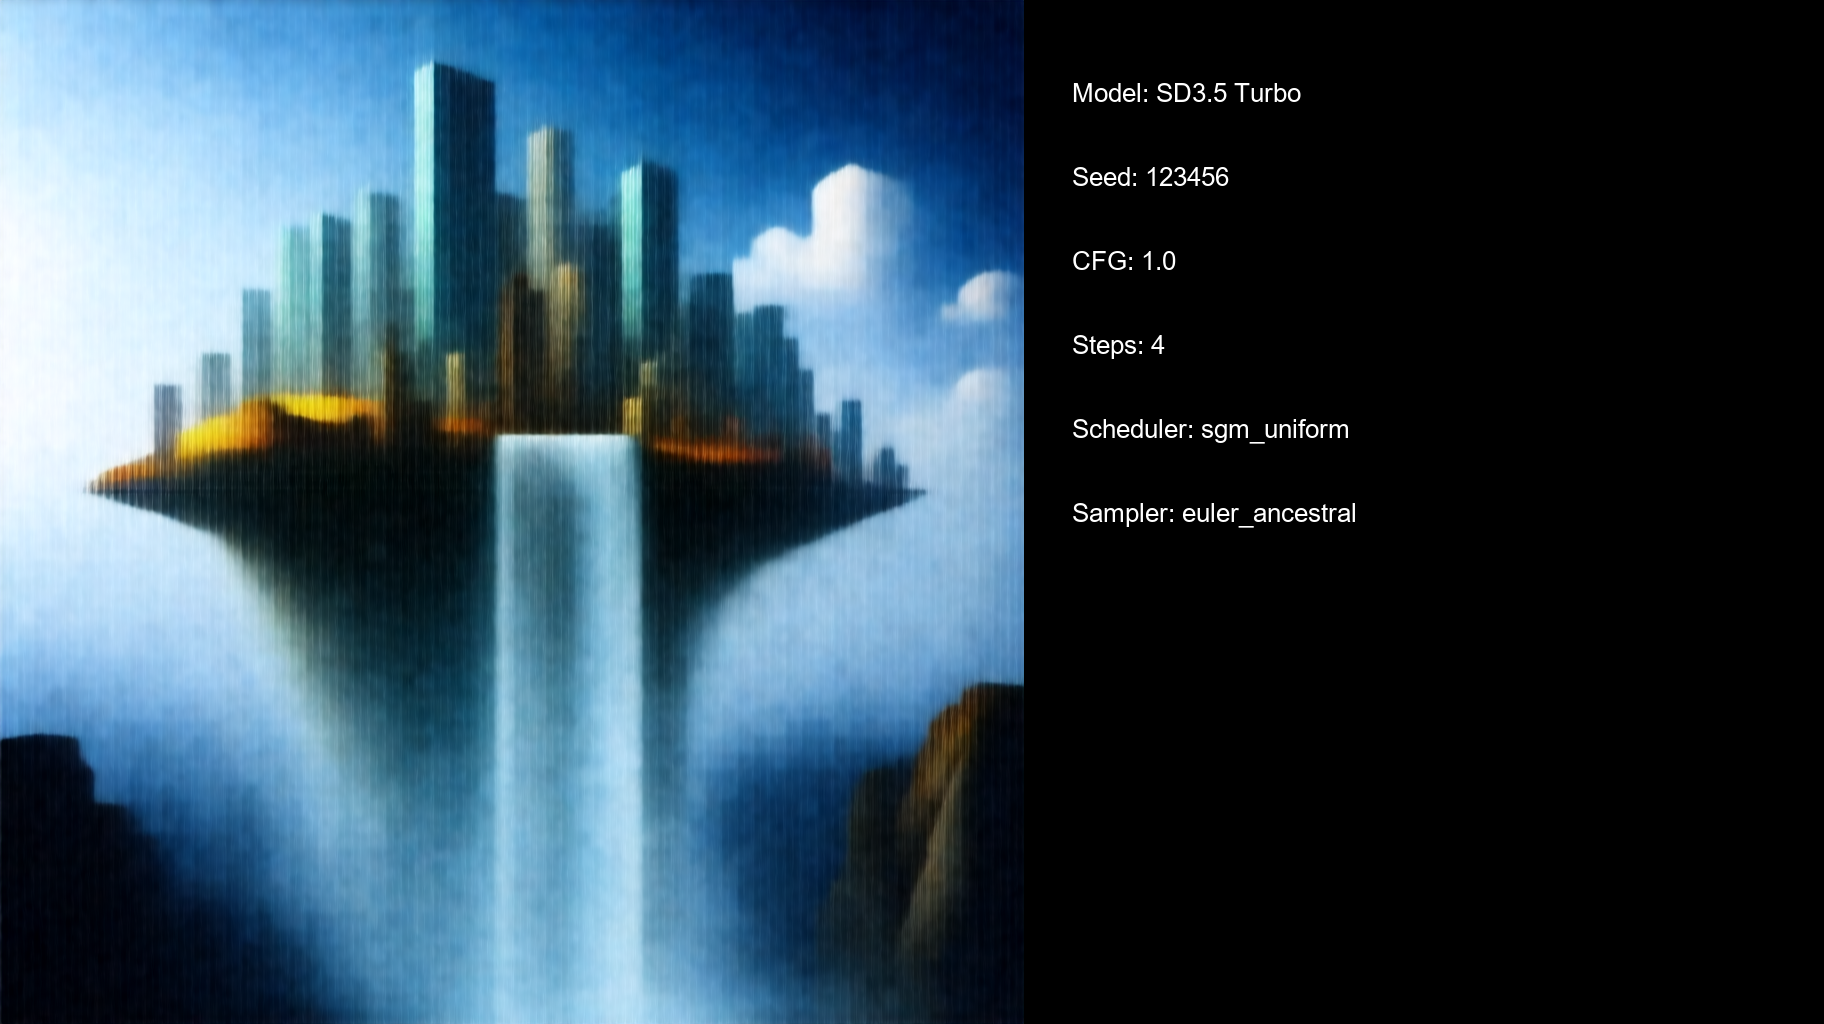 Model: SD3.5 Turbo
Seed: 123456
CFG: 1.0
Steps: 4
Scheduler: sgm_uniform
Sampler: euler_ancestral